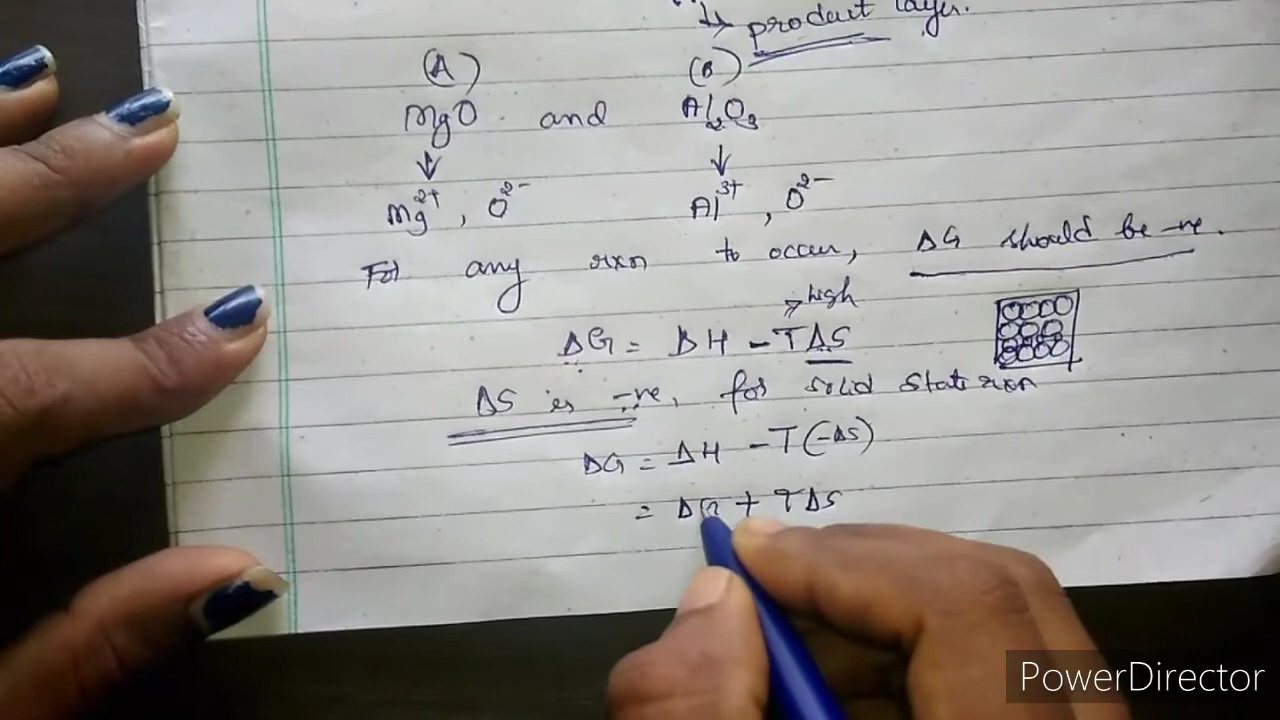 ↳ product layer.
(A) (B)
MgO and Al₂O₃
↓ ↓
Mg²⁺, O²⁻ Al³⁺, O²⁻
For any rxn to occur, ΔG should be -ve.
→ high
ΔG = ΔH - TΔS
ΔS is -ve, for solid state rxn
ΔG = ΔH - T(-ΔS)
= ΔH + TΔS
PowerDirector